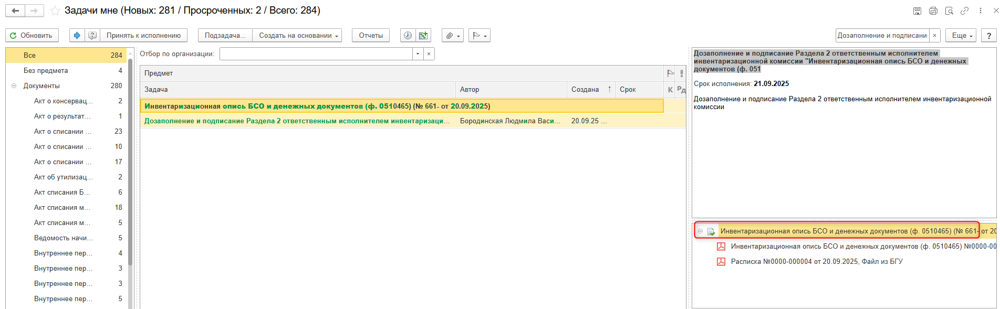 Задачи мне (Новых: 281 / Просроченных: 2 / Всего: 284)
Обновить
Принять к исполнению
Подзадача...
Создать на основании
Отчеты
Дозаполнение и подписани
×
Еще
?
Все 284
Без предмета 4
Документы 280
Акт о консервац... 2
Акт о результат... 1
Акт о списании ... 23
Акт о списании ... 10
Акт о списании ... 17
Акт об утилизац... 2
Акт списания Б... 6
Акт списания м... 18
Акт списания м... 5
Ведомость начи... 5
Внутреннее пер... 4
Внутреннее пер... 3
Внутреннее пер... 3
Внутреннее пер... 5
Отбор по организации:
Предмет
Задача Автор Создана ↑ Срок К Рд
Инвентаризационная опись БСО и денежных документов (ф. 0510465) (№ 661- от 20.09.2025)
Дозаполнение и подписание Раздела 2 ответственным исполнителем инвентаризаци... Бородинская Людмила Васи... 20.09.25 ...
Дозаполнение и подписание Раздела 2 ответственным исполнителем
инвентаризационной комиссии "Инвентаризационная опись БСО и денежных
документов (ф. 051
Срок исполнения: 21.09.2025
Дозаполнение и подписание Раздела 2 ответственным исполнителем инвентаризационной
комиссии
Инвентаризационная опись БСО и денежных документов (ф. 0510465) (№ 661- от 20
Инвентаризационная опись БСО и денежных документов (ф. 0510465) №0000-00
Расписка №0000-000004 от 20.09.2025, Файл из БГУ